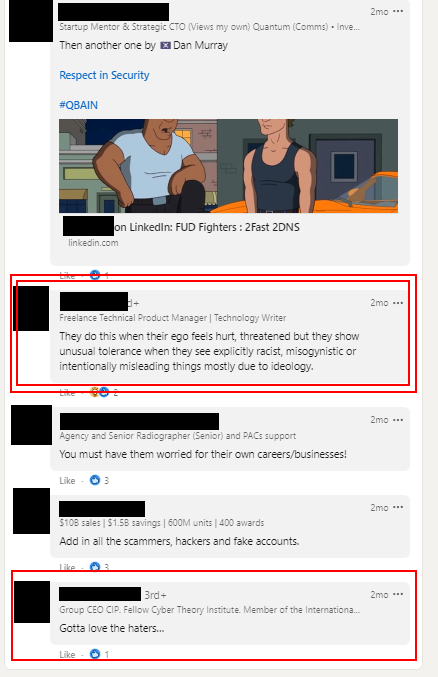 2mo •••
Startup Mentor & Strategic CTO (Views my own) Quantum (Comms) • Inve...
Then another one by Dan Murray
Respect in Security
#QBAIN
on LinkedIn: FUD Fighters : 2Fast 2DNS
linkedin.com
Like · 1
d+ 2mo •••
Freelance Technical Product Manager | Technology Writer
They do this when their ego feels hurt, threatened but they show
unusual tolerance when they see explicitly racist, misogynistic or
intentionally misleading things mostly due to ideology.
Like · 2
2mo •••
Agency and Senior Radiographer (Senior) and PACs support
You must have them worried for their own careers/businesses!
Like · 3
2mo •••
$10B sales | $1.5B savings | 600M units | 400 awards
Add in all the scammers, hackers and fake accounts.
Like · 3
3rd+ 2mo •••
Group CEO CIP. Fellow Cyber Theory Institute. Member of the Internationa...
Gotta love the haters...
Like · 1